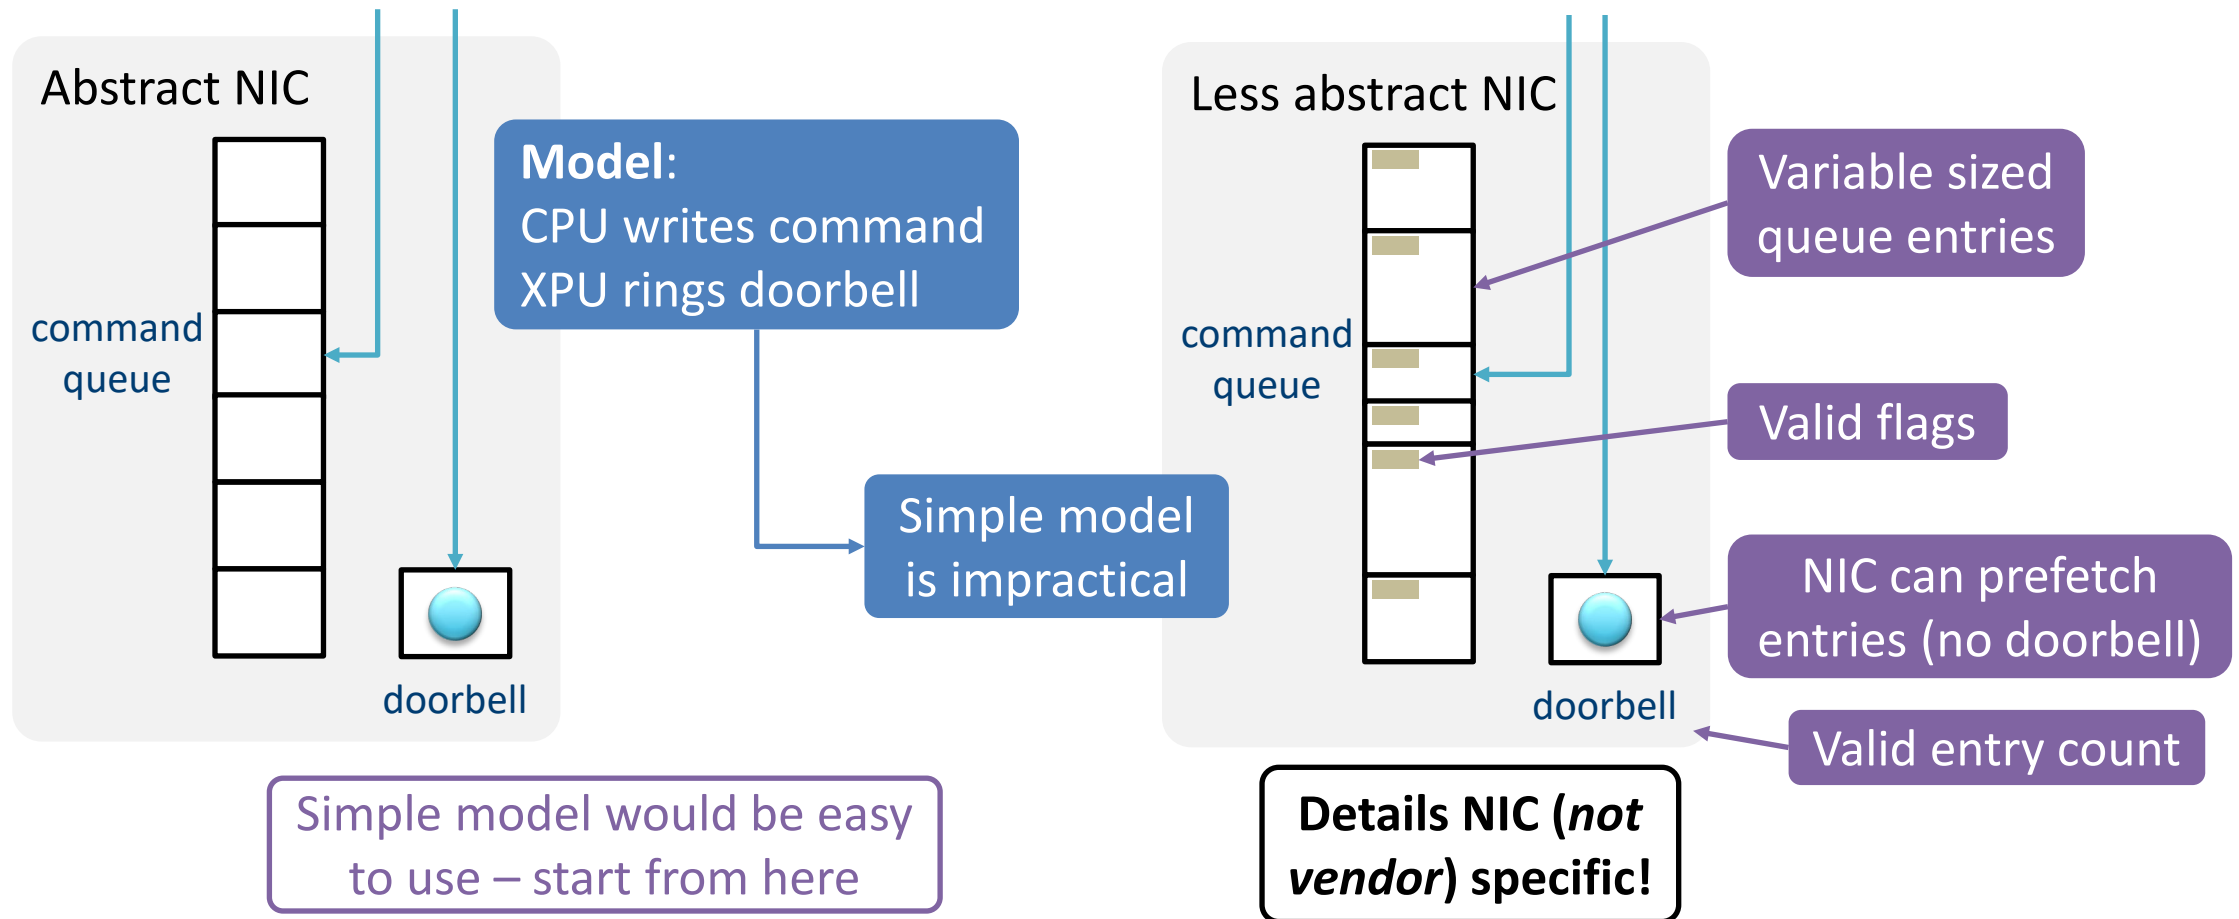 Abstract NIC
command
queue
doorbell
Model:
CPU writes command
XPU rings doorbell
Simple model
is impractical
Simple model would be easy
to use – start from here
Less abstract NIC
command
queue
doorbell
Variable sized
queue entries
Valid flags
NIC can prefetch
entries (no doorbell)
Valid entry count
Details NIC (not
vendor) specific!